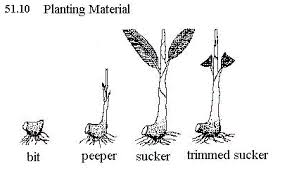 51.10 Planting Material
bit peeper sucker trimmed sucker